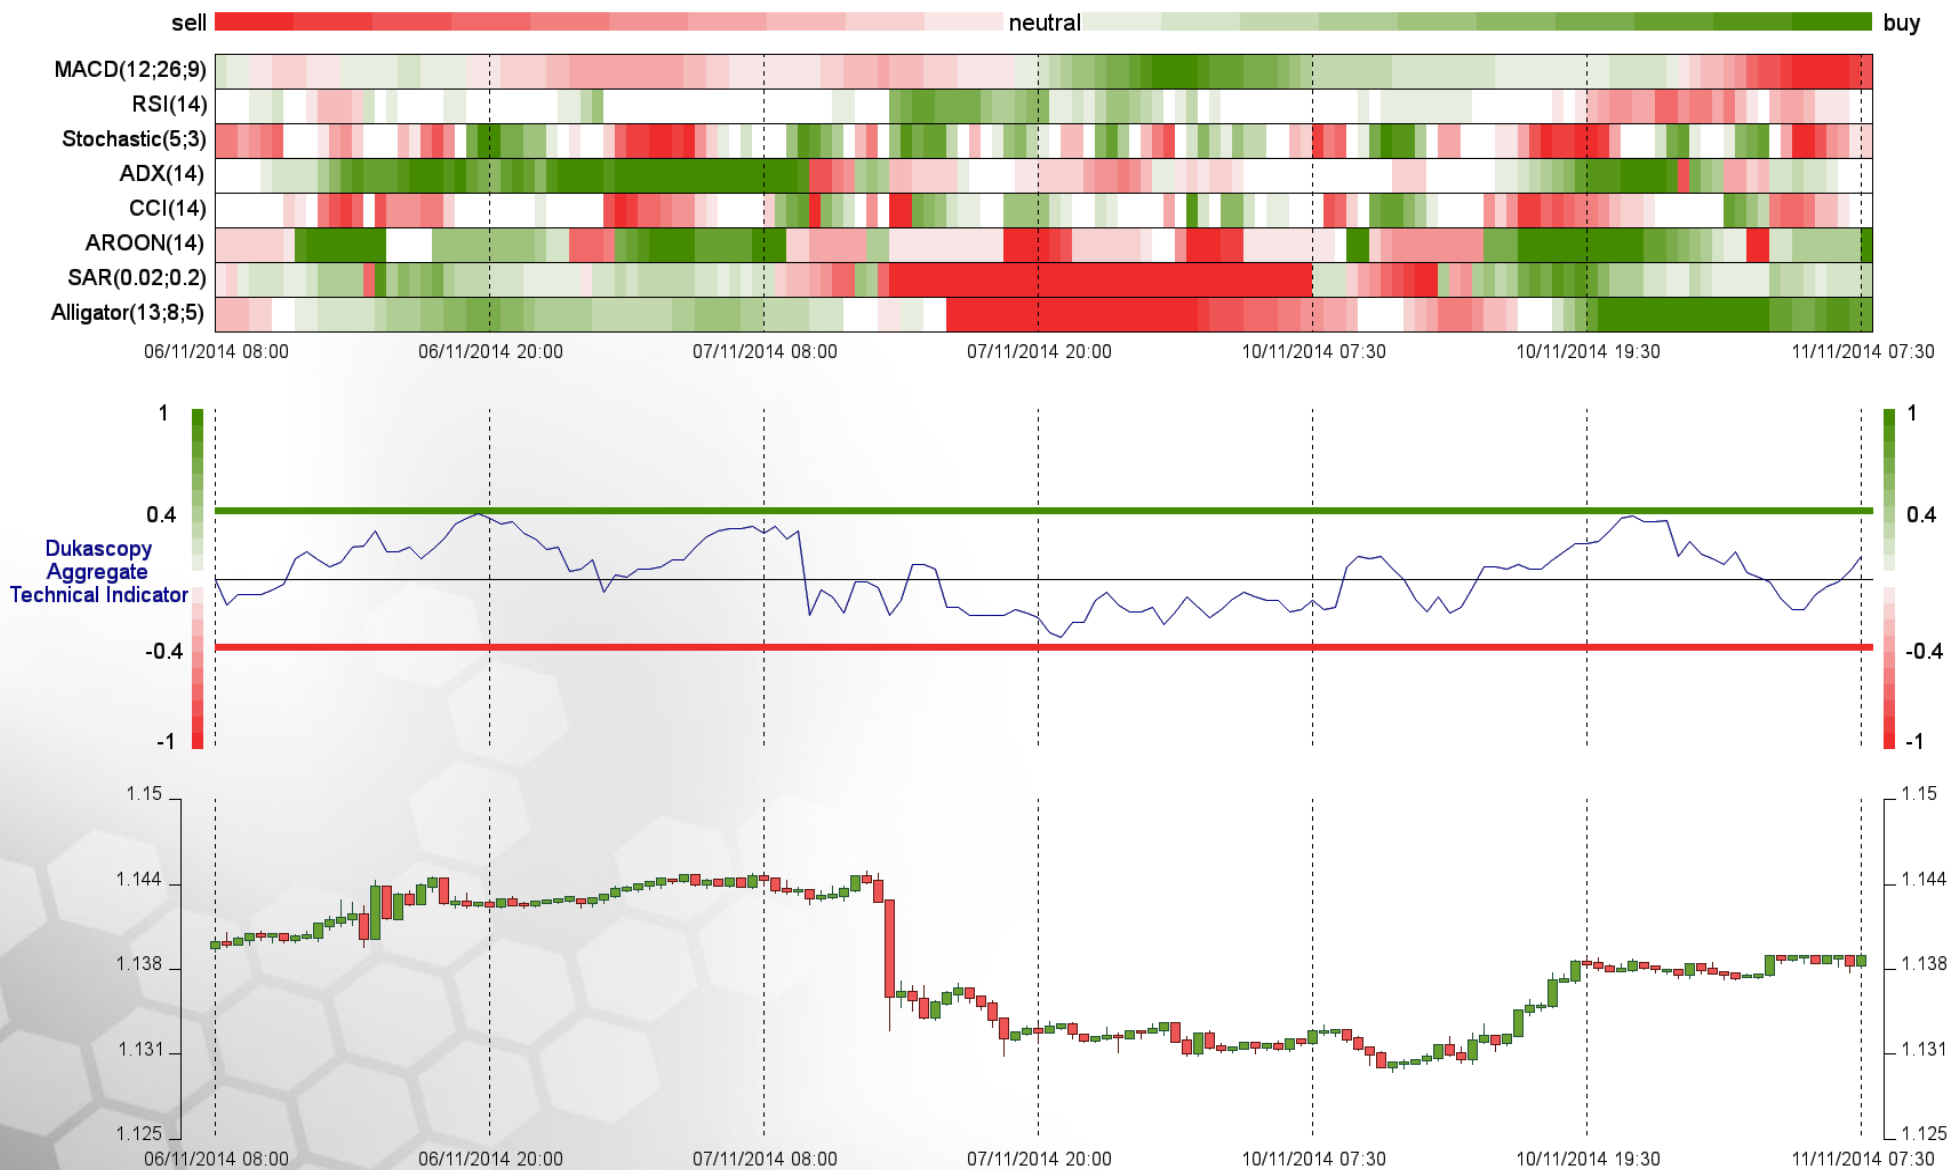 sell neutral buy
MACD(12;26;9)
RSI(14)
Stochastic(5;3)
ADX(14)
CCI(14)
AROON(14)
SAR(0.02;0.2)
Alligator(13;8;5)
06/11/2014 08:00 06/11/2014 20:00 07/11/2014 08:00 07/11/2014 20:00 10/11/2014 07:30 10/11/2014 19:30 11/11/2014 07:30
1 1
0.4 0.4
Dukascopy
Aggregate
Technical Indicator
-0.4 -0.4
-1 -1
1.15 1.15
1.144 1.144
1.138 1.138
1.131 1.131
1.125 1.125
06/11/2014 08:00 06/11/2014 20:00 07/11/2014 08:00 07/11/2014 20:00 10/11/2014 07:30 10/11/2014 19:30 11/11/2014 07:30